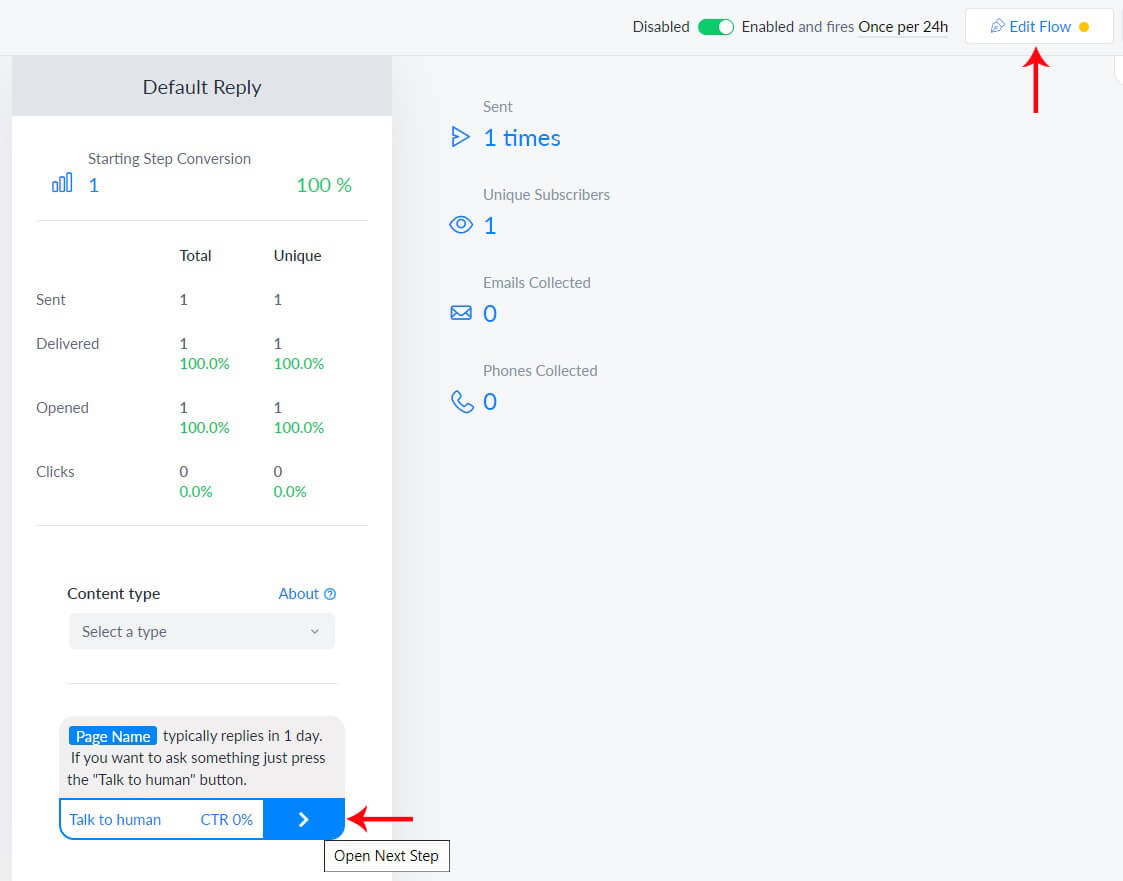 Disabled Enabled and fires Once per 24h Edit Flow
Default Reply
Starting Step Conversion
1 100 %
Total Unique
Sent 1 1
Delivered 1 1
100.0% 100.0%
Opened 1 1
100.0% 100.0%
Clicks 0 0
0.0% 0.0%
Content type About
Select a type
Page Name typically replies in 1 day.
If you want to ask something just press
the "Talk to human" button.
Talk to human CTR 0%
Open Next Step
Sent
1 times
Unique Subscribers
1
Emails Collected
0
Phones Collected
0